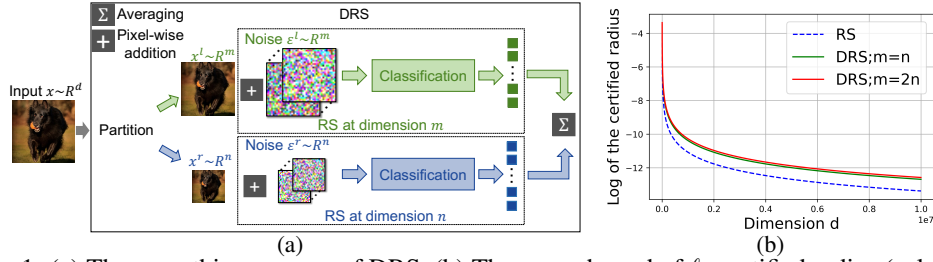 Σ Averaging
+ Pixel-wise addition
DRS
Input x~R^d
Partition
x^l~R^m
Noise ε^l~R^m
+
Classification
RS at dimension m
Σ
x^r~R^n
Noise ε^r~R^n
+
Classification
RS at dimension n
(a)
Log of the certified radius
−4
−6
−8
−10
−12
RS
DRS;m=n
DRS;m=2n
0.0 0.2 0.4 0.6 0.8 1.0
1e7
Dimension d
(b)